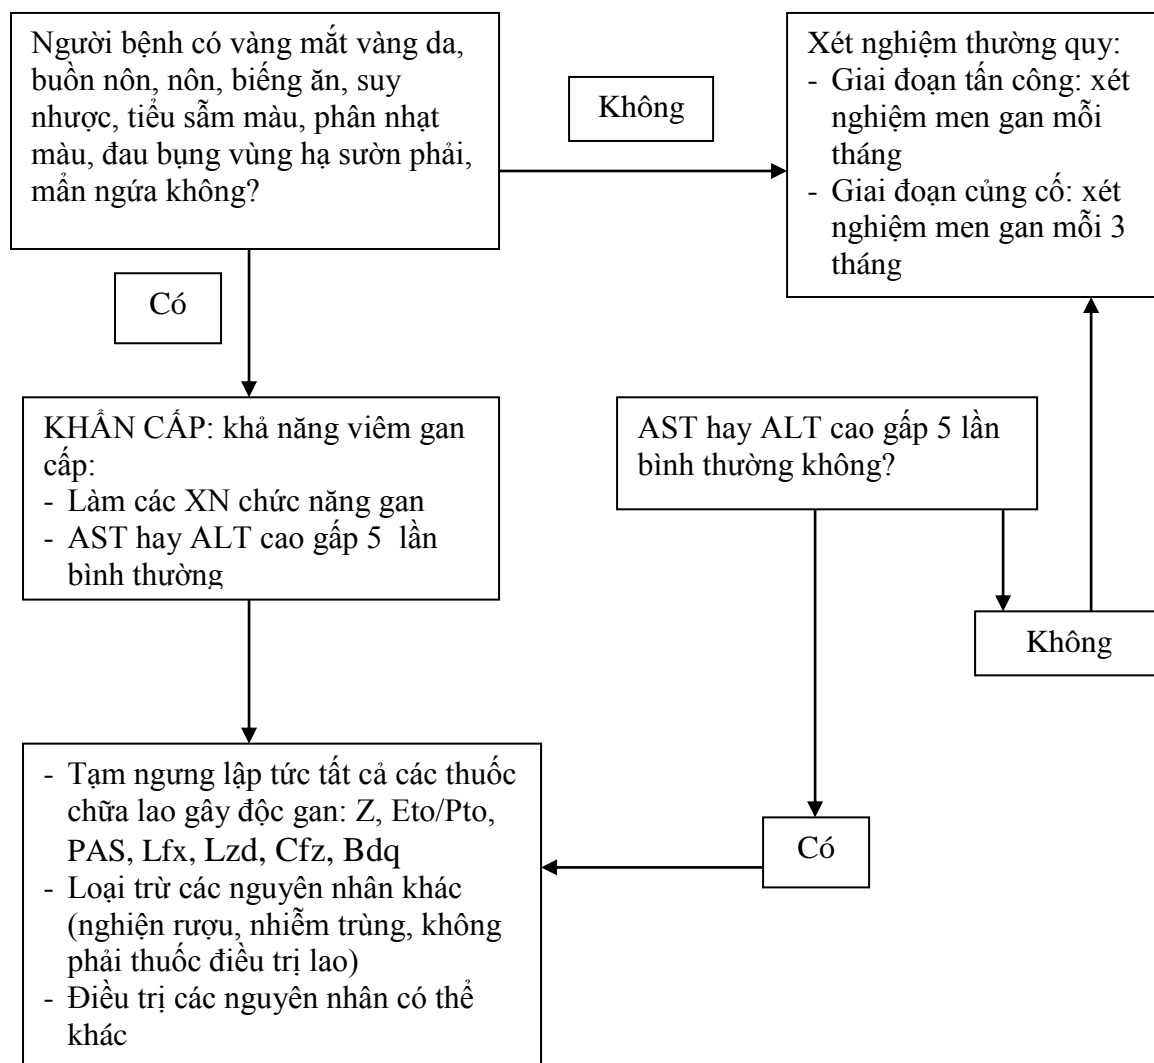 Người bệnh có vàng mắt vàng da,
buồn nôn, nôn, biếng ăn, suy
nhược, tiểu sẫm màu, phân nhạt
màu, đau bụng vùng hạ sườn phải,
mẩn ngứa không?
Không
Xét nghiệm thường quy:
- Giai đoạn tấn công: xét
nghiệm men gan mỗi
tháng
- Giai đoạn củng cố: xét
nghiệm men gan mỗi 3
tháng
Có
KHẨN CẤP: khả năng viêm gan
cấp:
- Làm các XN chức năng gan
- AST hay ALT cao gấp 5 lần
bình thường
AST hay ALT cao gấp 5 lần
bình thường không?
Không
- Tạm ngưng lập tức tất cả các thuốc
chữa lao gây độc gan: Z, Eto/Pto,
PAS, Lfx, Lzd, Cfz, Bdq
- Loại trừ các nguyên nhân khác
(nghiện rượu, nhiễm trùng, không
phải thuốc điều trị lao)
- Điều trị các nguyên nhân có thể
khác
Có